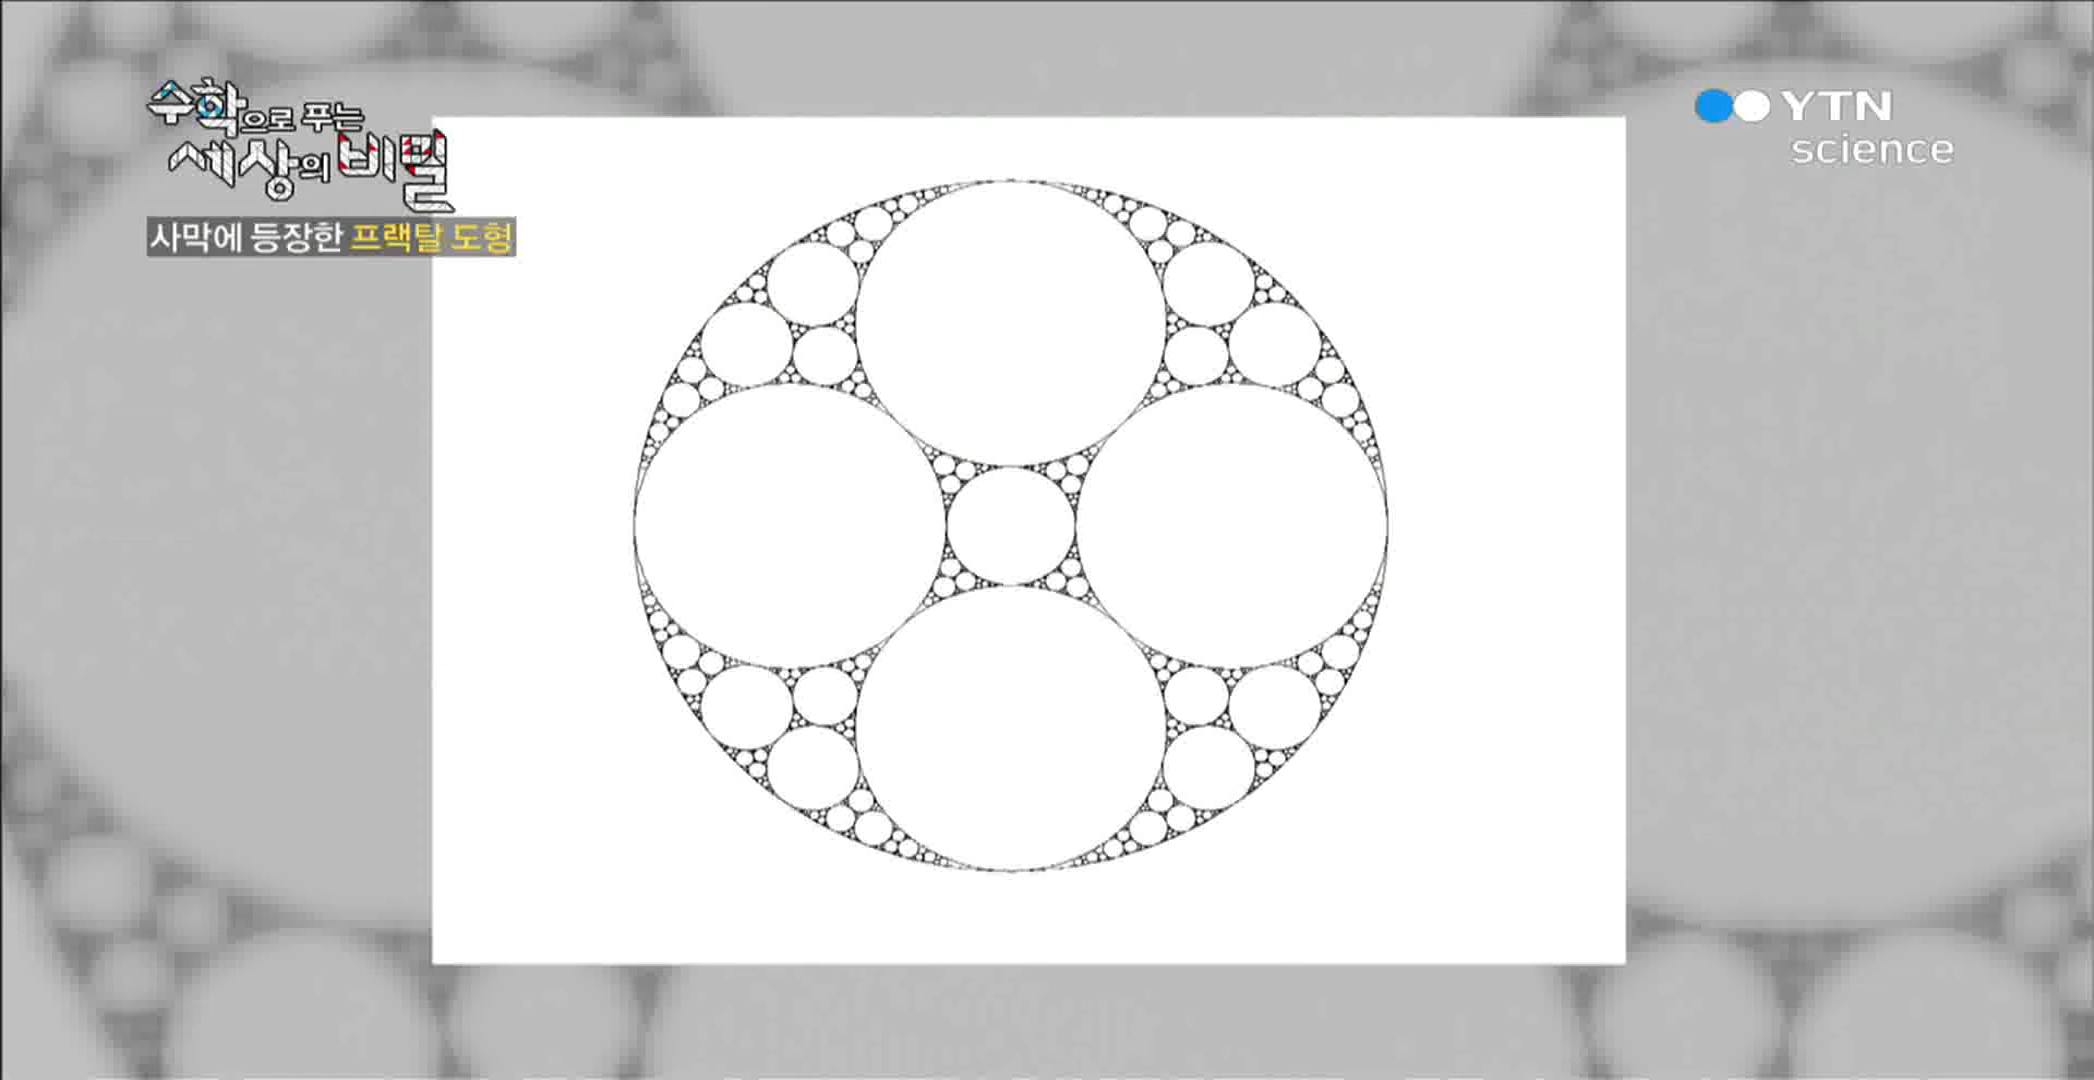 수학으로 푸는
세상의 비밀
사막에 등장한 프랙탈 도형
YTN
science